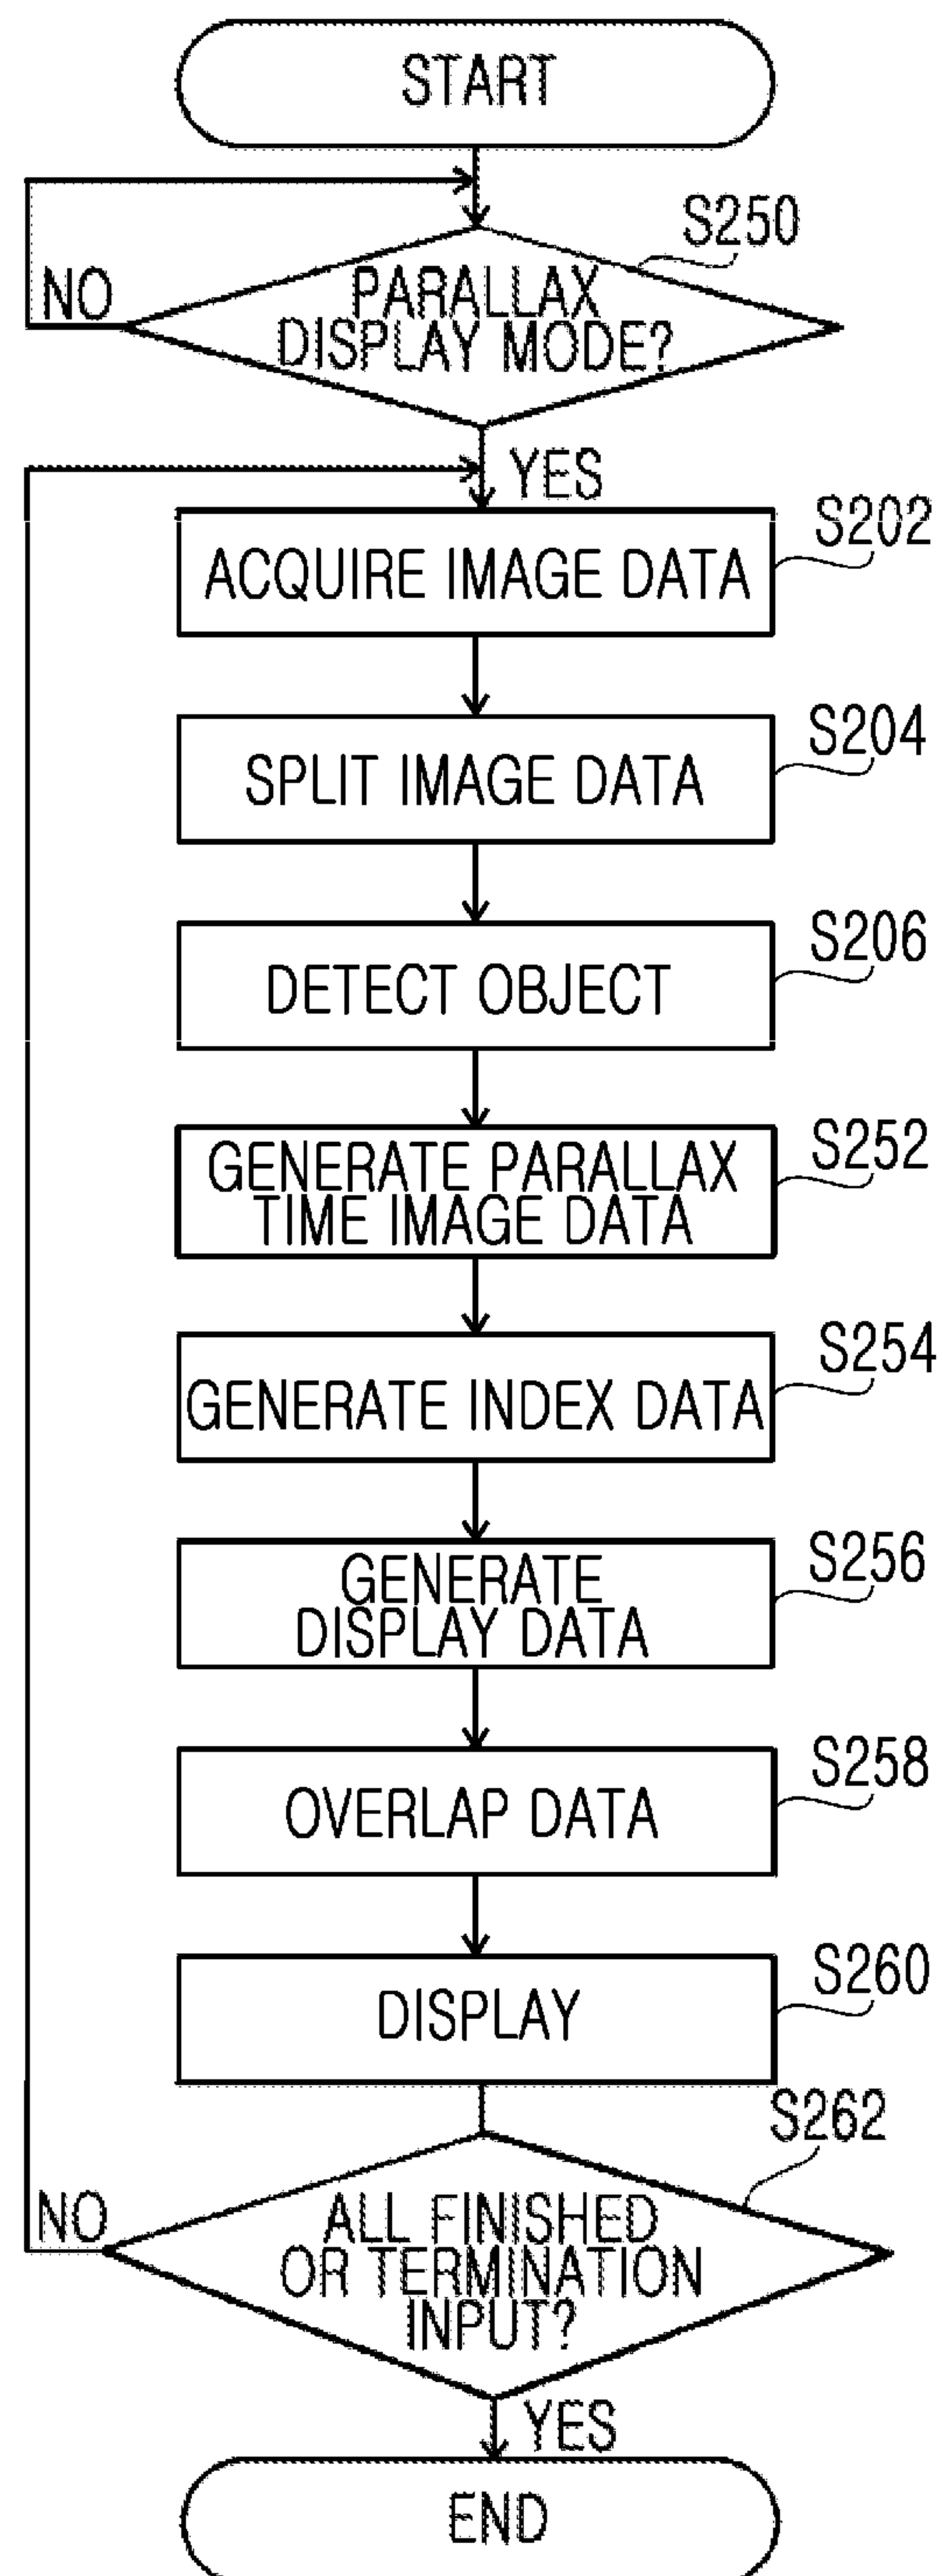 START
S250
NO
PARALLAX
DISPLAY MODE?
YES
S202
ACQUIRE IMAGE DATA
S204
SPLIT IMAGE DATA
S206
DETECT OBJECT
S252
GENERATE PARALLAX
TIME IMAGE DATA
S254
GENERATE INDEX DATA
S256
GENERATE
DISPLAY DATA
S258
OVERLAP DATA
S260
DISPLAY
S262
NO
ALL FINISHED
OR TERMINATION
INPUT?
YES
END